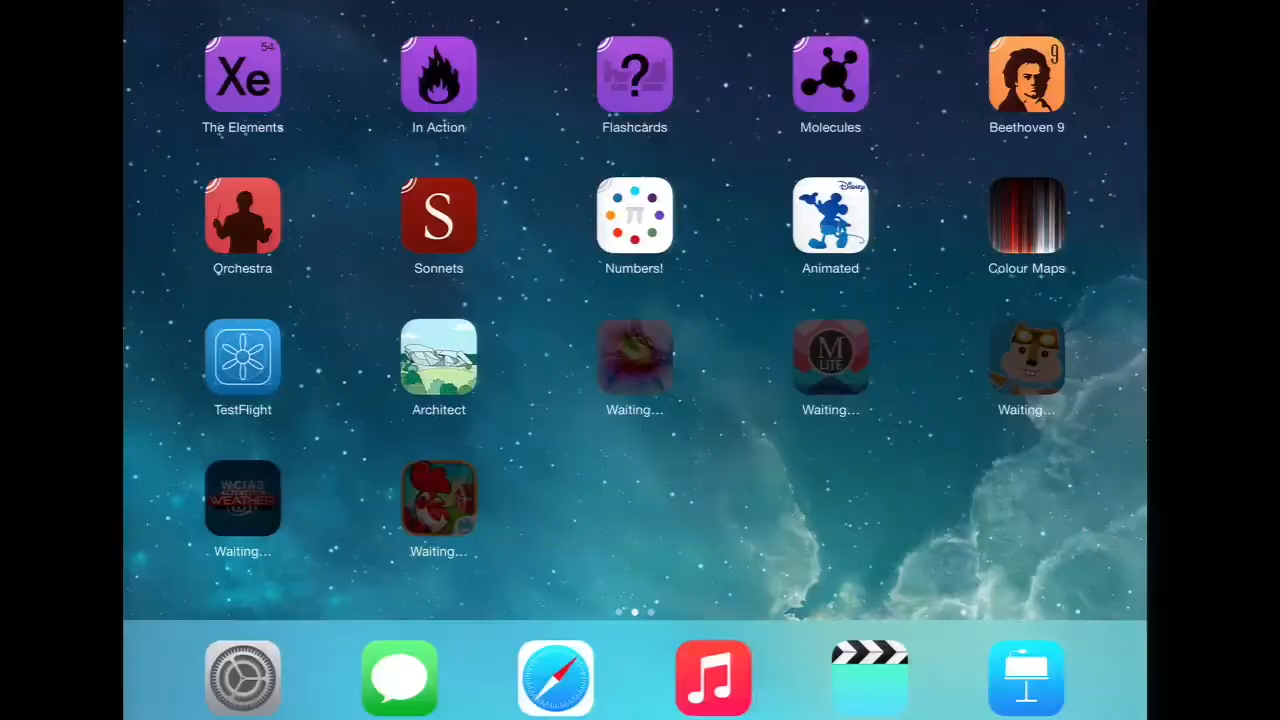 54
Xe
The Elements
In Action
?
Flashcards
Molecules
9
Beethoven 9
Orchestra
S
Sonnets
π
Numbers!
Disney
Animated
Colour Maps
TestFlight
Architect
Waiting...
M
LITE
Waiting...
Waiting...
WCIA3
WEATHER
Waiting...
Waiting...